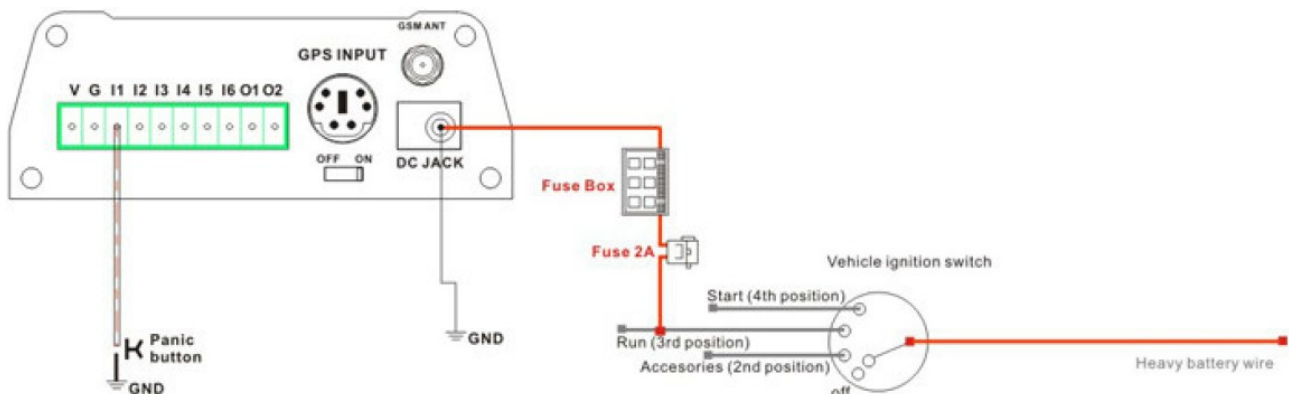 GSM ANT
GPS INPUT
V G I1 I2 I3 I4 I5 I6 O1 O2
OFF ON
DC JACK
Fuse Box
Fuse 2A
Vehicle ignition switch
Start (4th position)
Run (3rd position)
Accesories (2nd position)
off
Heavy battery wire
GND
Panic
button
GND